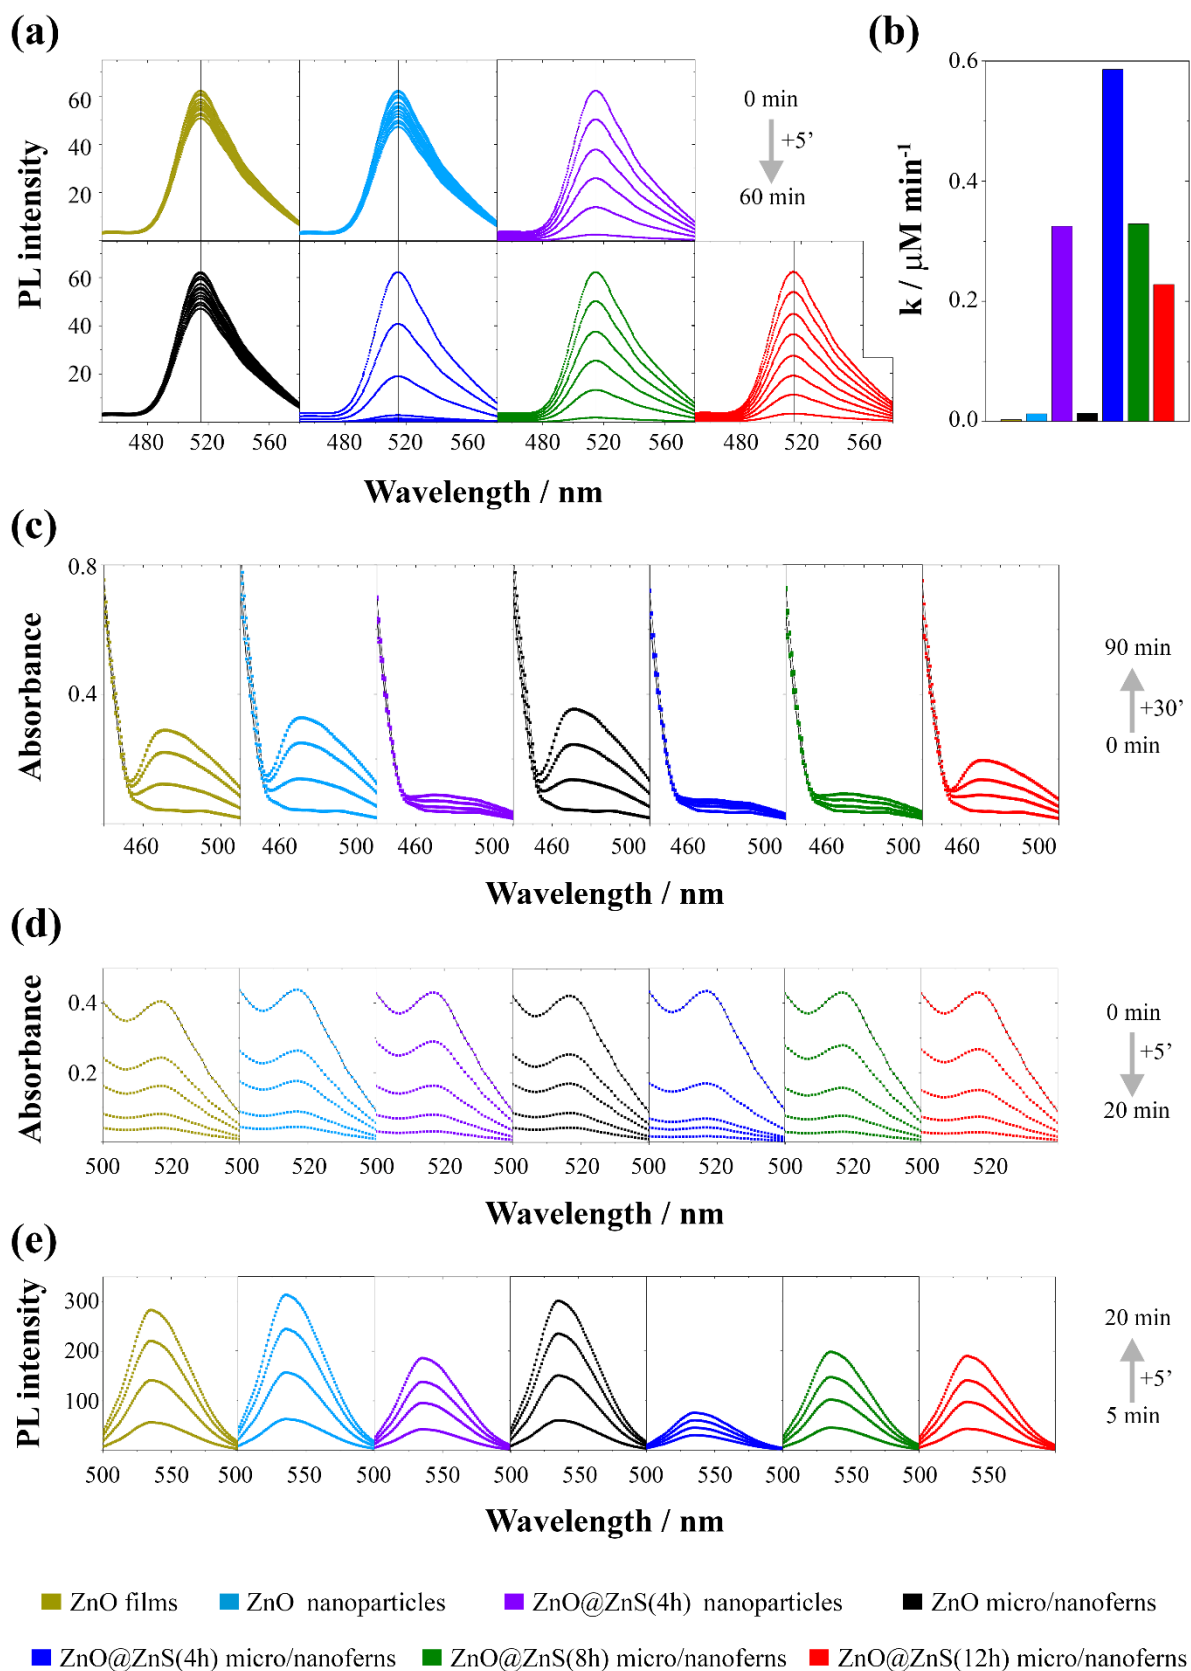 (a)
(b)
PL intensity
60
40
20
60
40
20
0 min
+5'
60 min
480 520 560 480 520 560 480 520 560 480 520 560
Wavelength / nm
k / μM min⁻¹
0.6
0.4
0.2
0.0
(c)
Absorbance
0.8
0.4
90 min
+30'
0 min
460 500 460 500 460 500 460 500 460 500 460 500 460 500
Wavelength / nm
(d)
Absorbance
0.4
0.2
0 min
+5'
20 min
500 520 500 520 500 520 500 520 500 520 500 520 500 520
Wavelength / nm
(e)
PL intensity
300
200
100
20 min
+5'
5 min
500 550 500 550 500 550 500 550 500 550 500 550 500 550
Wavelength / nm
ZnO films ZnO nanoparticles ZnO@ZnS(4h) nanoparticles ZnO micro/nanoferns
ZnO@ZnS(4h) micro/nanoferns ZnO@ZnS(8h) micro/nanoferns ZnO@ZnS(12h) micro/nanoferns